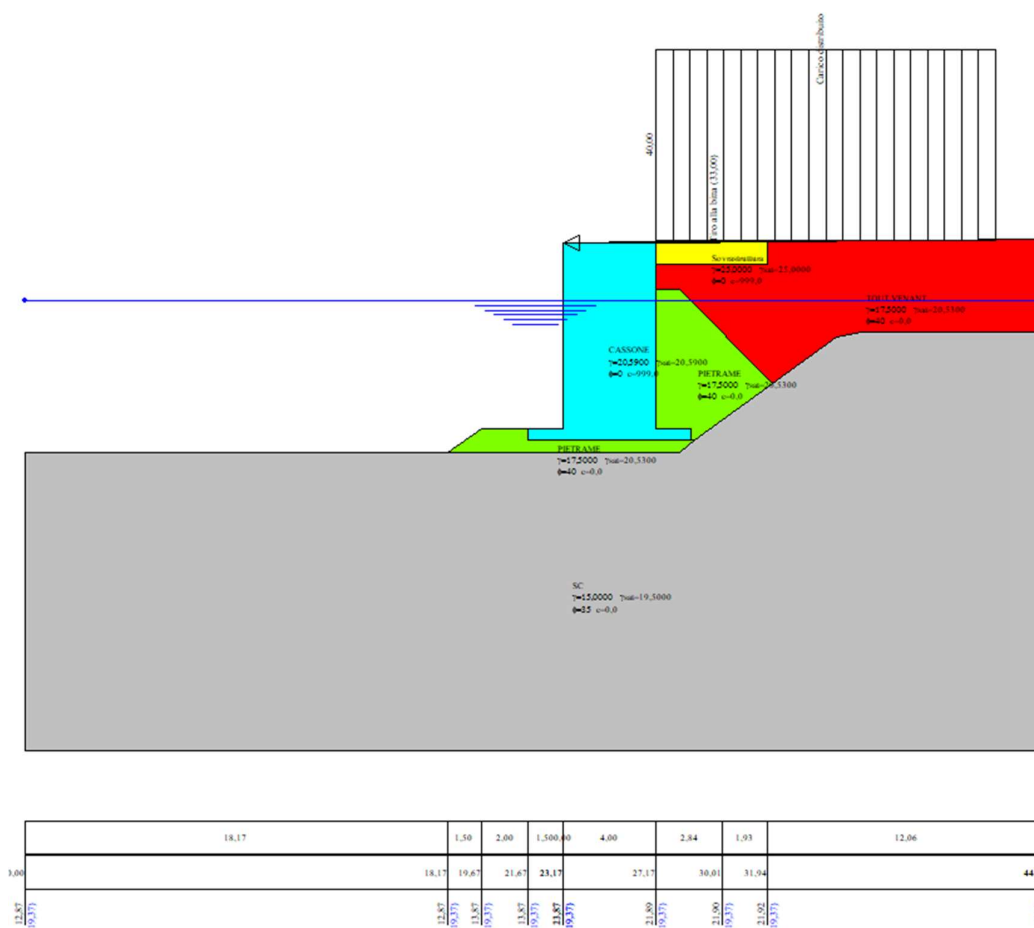 Carico distribuito
40,00
Tiro alla bitta (33,00)
Sovrastruttura
γ=25,0000 γsat=25,0000
ϕ=0 c=999,0
TOUT VENANT
γ=17,5000 γsat=20,5300
ϕ=40 c=0,0
CASSONE
γ=20,5900 γsat=20,5900
ϕ=0 c=999,0
PIETRAME
γ=17,5000 γsat=20,5300
ϕ=40 c=0,0
PIETRAME
γ=17,5000 γsat=20,5300
ϕ=40 c=0,0
SC
γ=15,0000 γsat=19,5000
ϕ=35 c=0,0
18,17 1,50 2,00 1,500,00 4,00 2,84 1,93 12,06
0,00 18,17 19,67 21,67 23,17 27,17 30,01 31,94 44
12,87 12,87 13,87 13,87 23,87 21,89 21,90 21,92
19,37) 19,37) 19,37) 19,37) 19,37) 19,37) 19,37) 19,37)